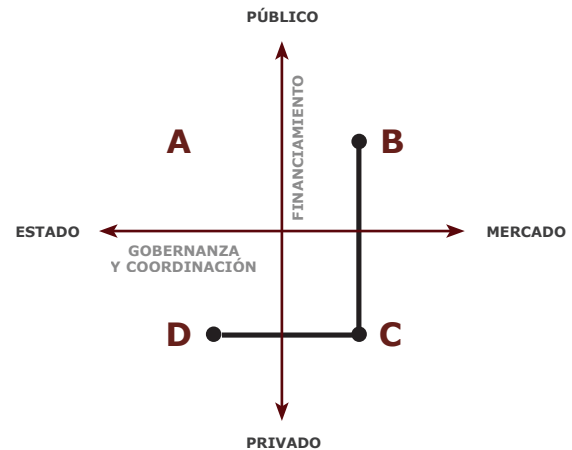 PÚBLICO
FINANCIAMIENTO
A
B
ESTADO
MERCADO
GOBERNANZA
Y COORDINACIÓN
D
C
PRIVADO